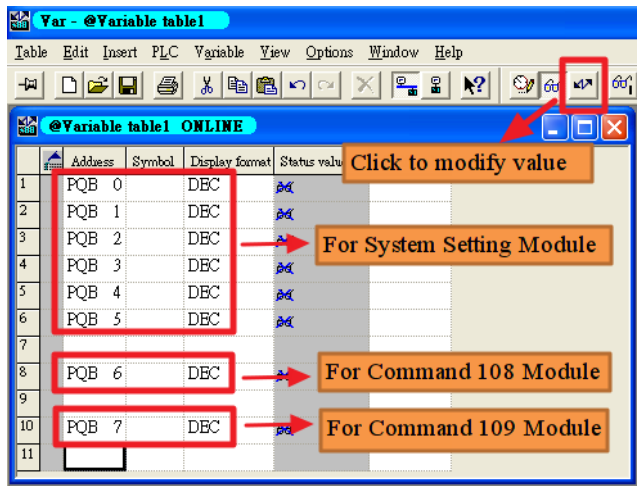 Var - @Variable table1
Table Edit Insert PLC Variable View Options Window Help
@Variable table1 ONLINE
Address Symbol Display format Status valu
Click to modify value
1 PQB 0 DEC
2 PQB 1 DEC
3 PQB 2 DEC
For System Setting Module
4 PQB 3 DEC
5 PQB 4 DEC
6 PQB 5 DEC
7
8 PQB 6 DEC For Command 108 Module
9
10 PQB 7 DEC For Command 109 Module
11